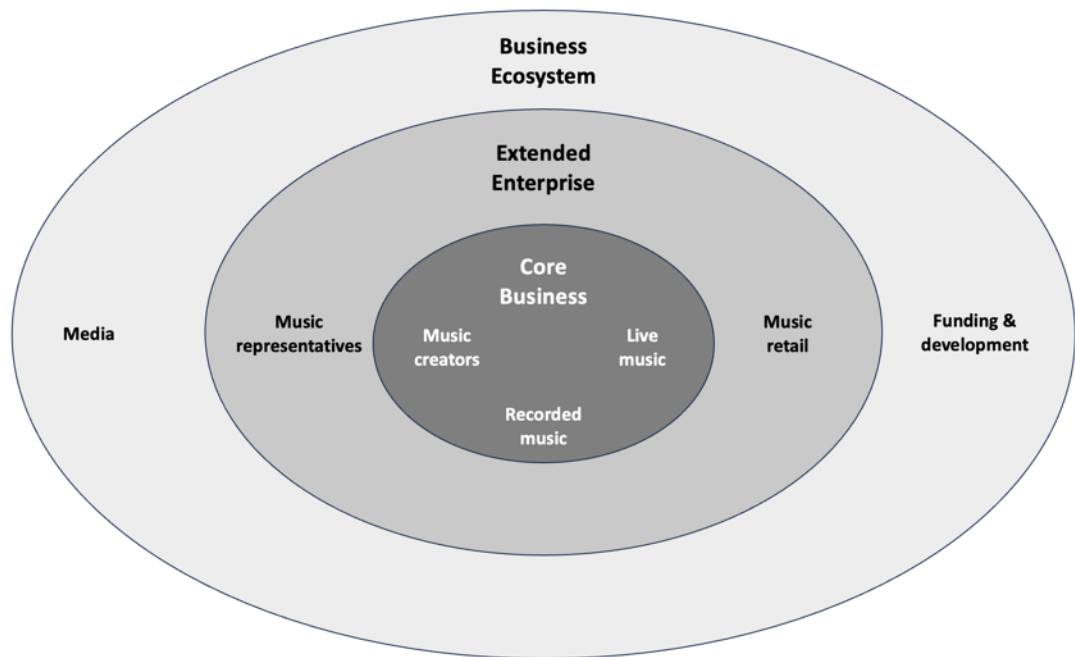 Business
Ecosystem
Extended
Enterprise
Core
Business
Media
Music
representatives
Music
creators
Live
music
Music
retail
Funding &
development
Recorded
music